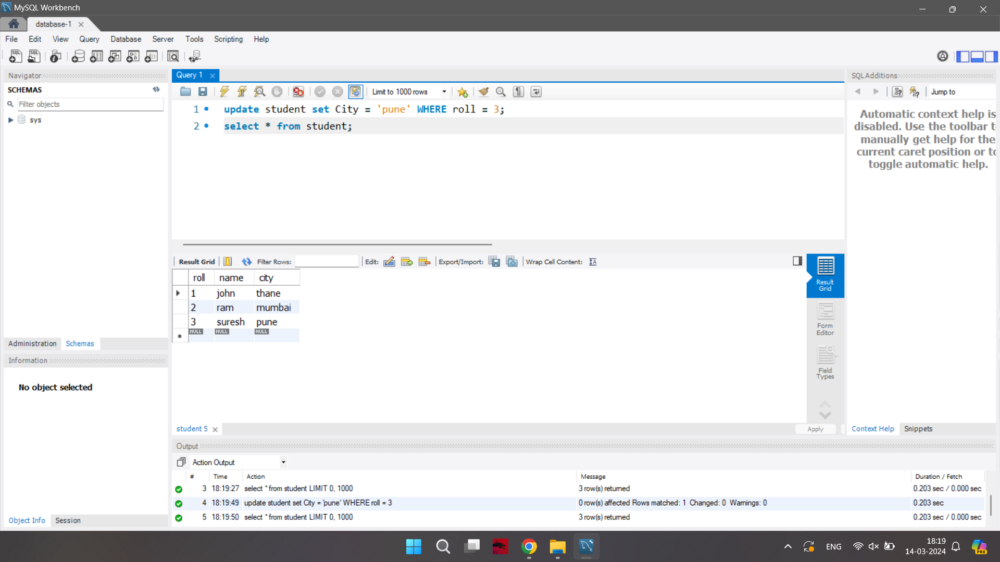 MySQL Workbench
database-1
File Edit View Query Database Server Tools Scripting Help
Navigator
SCHEMAS
Filter objects
sys
Administration Schemas
Information
No object selected
Object Info Session
Query 1
Limit to 1000 rows
1 update student set City = 'pune' WHERE roll = 3;
2 select * from student;
Result Grid Filter Rows: Edit: Export/Import: Wrap Cell Content:
roll name city
1 john thane
2 ram mumbai
3 suresh pune
NULL NULL NULL
Result
Grid
Form
Editor
Field
Types
student 5
Apply
SQLAdditions
Jump to
Automatic context help is
disabled. Use the toolbar t
manually get help for the
current caret position or to
toggle automatic help.
Context Help Snippets
Output
Action Output
# Time Action Message Duration / Fetch
3 18:19:27 select * from student LIMIT 0, 1000 3 row(s) returned 0.203 sec / 0.000 sec
4 18:19:49 update student set City = 'pune' WHERE roll = 3 0 row(s) affected Rows matched: 1 Changed: 0 Warnings: 0 0.203 sec
5 18:19:50 select * from student LIMIT 0, 1000 3 row(s) returned 0.203 sec / 0.000 sec
ENG
18:19
14-03-2024
PRE